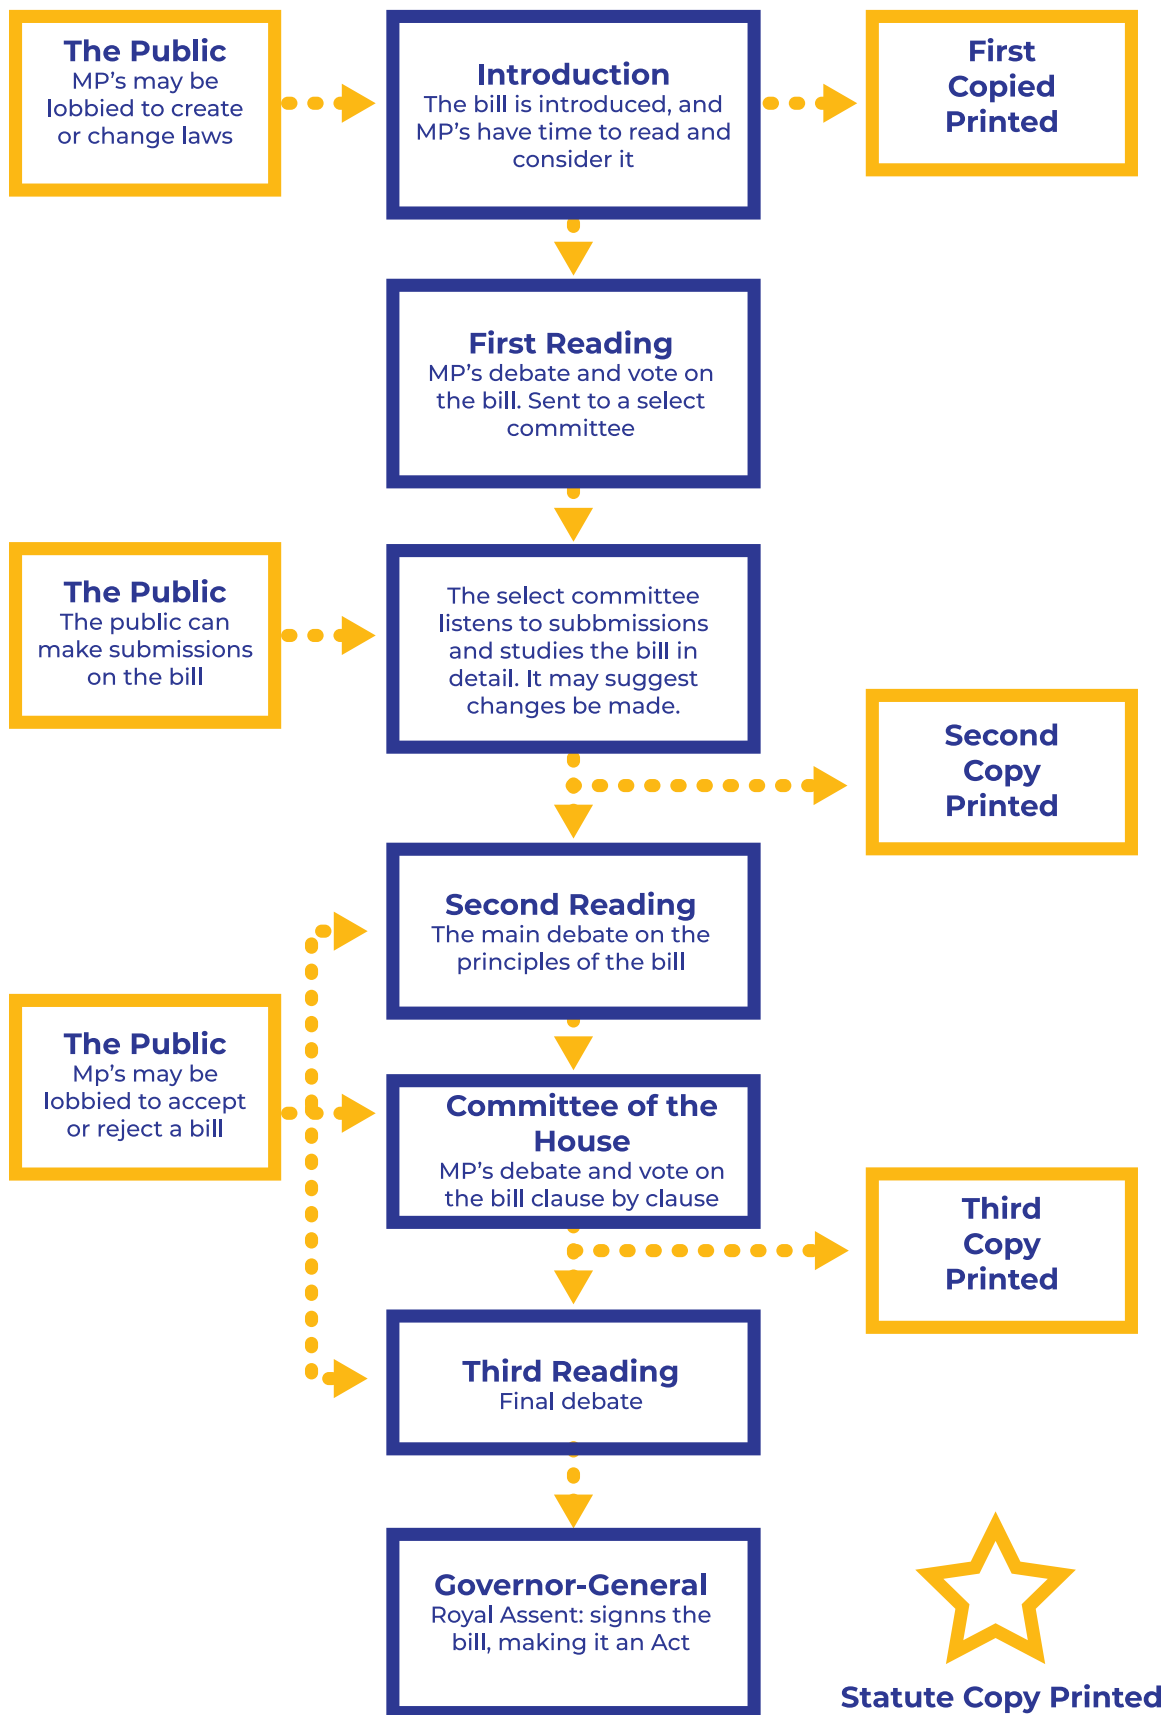 The Public
MP's may be
lobbied to create
or change laws
Introduction
The bill is introduced, and
MP's have time to read and
consider it
First
Copied
Printed
First Reading
MP's debate and vote on
the bill. Sent to a select
committee
The Public
The public can
make submissions
on the bill
The select committee
listens to subbmissions
and studies the bill in
detail. It may suggest
changes be made.
Second
Copy
Printed
Second Reading
The main debate on the
principles of the bill
The Public
Mp's may be
lobbied to accept
or reject a bill
Committee of the
House
MP's debate and vote on
the bill clause by clause
Third
Copy
Printed
Third Reading
Final debate
Governor-General
Royal Assent: signns the
bill, making it an Act
Statute Copy Printed